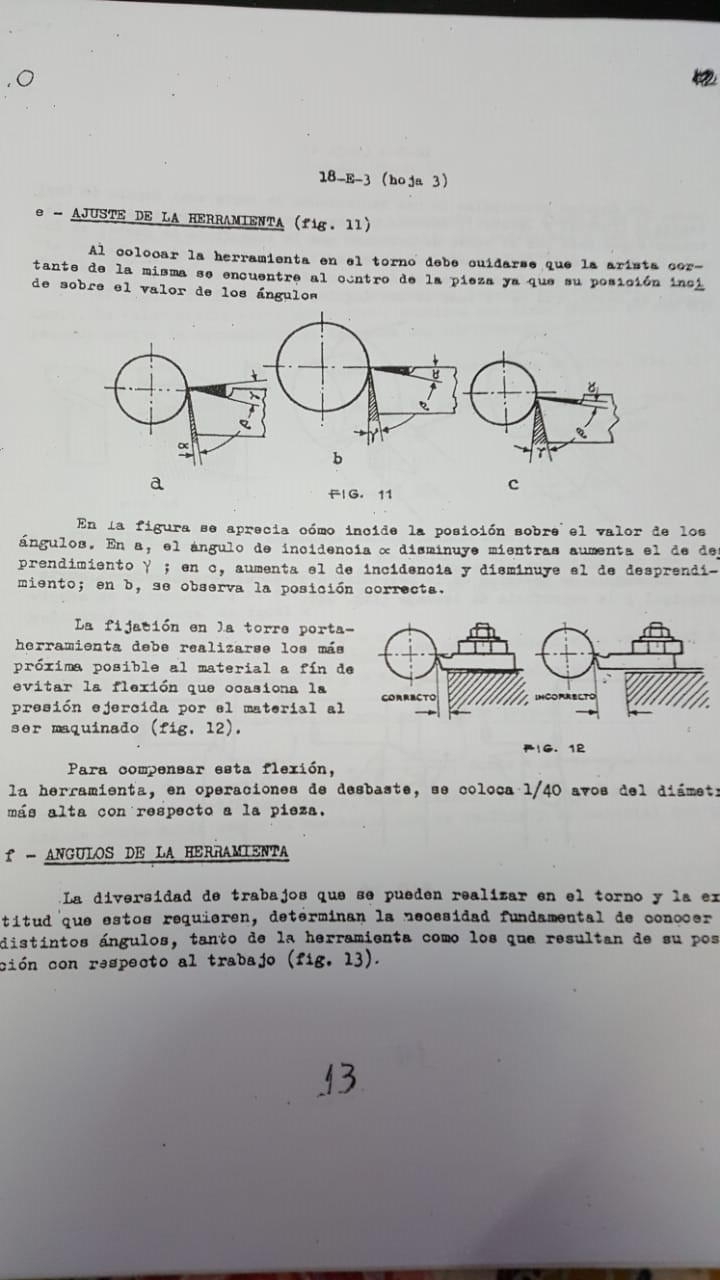 18-E-3 (hoja 3)
e - AJUSTE DE LA HERRAMIENTA (fig. 11)
Al colocar la herramienta en el torno debe cuidarse que la arista cor-
tante de la misma se encuentre al centro de la pieza ya que su posición inci
de sobre el valor de los ángulos
α β γ
γ β γ
γ β γ
a
b
c
FIG. 11
En la figura se aprecia cómo incide la posición sobre el valor de los
ángulos. En a, el ángulo de incidencia ∝ disminuye mientras aumenta el de des
prendimiento γ ; en c, aumenta el de incidencia y disminuye el de desprendi-
miento; en b, se observa la posición correcta.
La fijación en la torre porta-
herramienta debe realizarse los más
próxima posible al material a fín de
evitar la flexión que ocasiona la
presión ejercida por el material al
ser maquinado (fig. 12).
CORRECTO
INCORRECTO
FIG. 12
Para compensar esta flexión,
la herramienta, en operaciones de desbaste, se coloca 1/40 avos del diámet
más alta con respecto a la pieza.
f - ANGULOS DE LA HERRAMIENTA
La diversidad de trabajos que se pueden realizar en el torno y la ex
titud que estos requieren, determinan la necesidad fundamental de conocer
distintos ángulos, tanto de la herramienta como los que resultan de su pos
ción con respecto al trabajo (fig. 13).
13